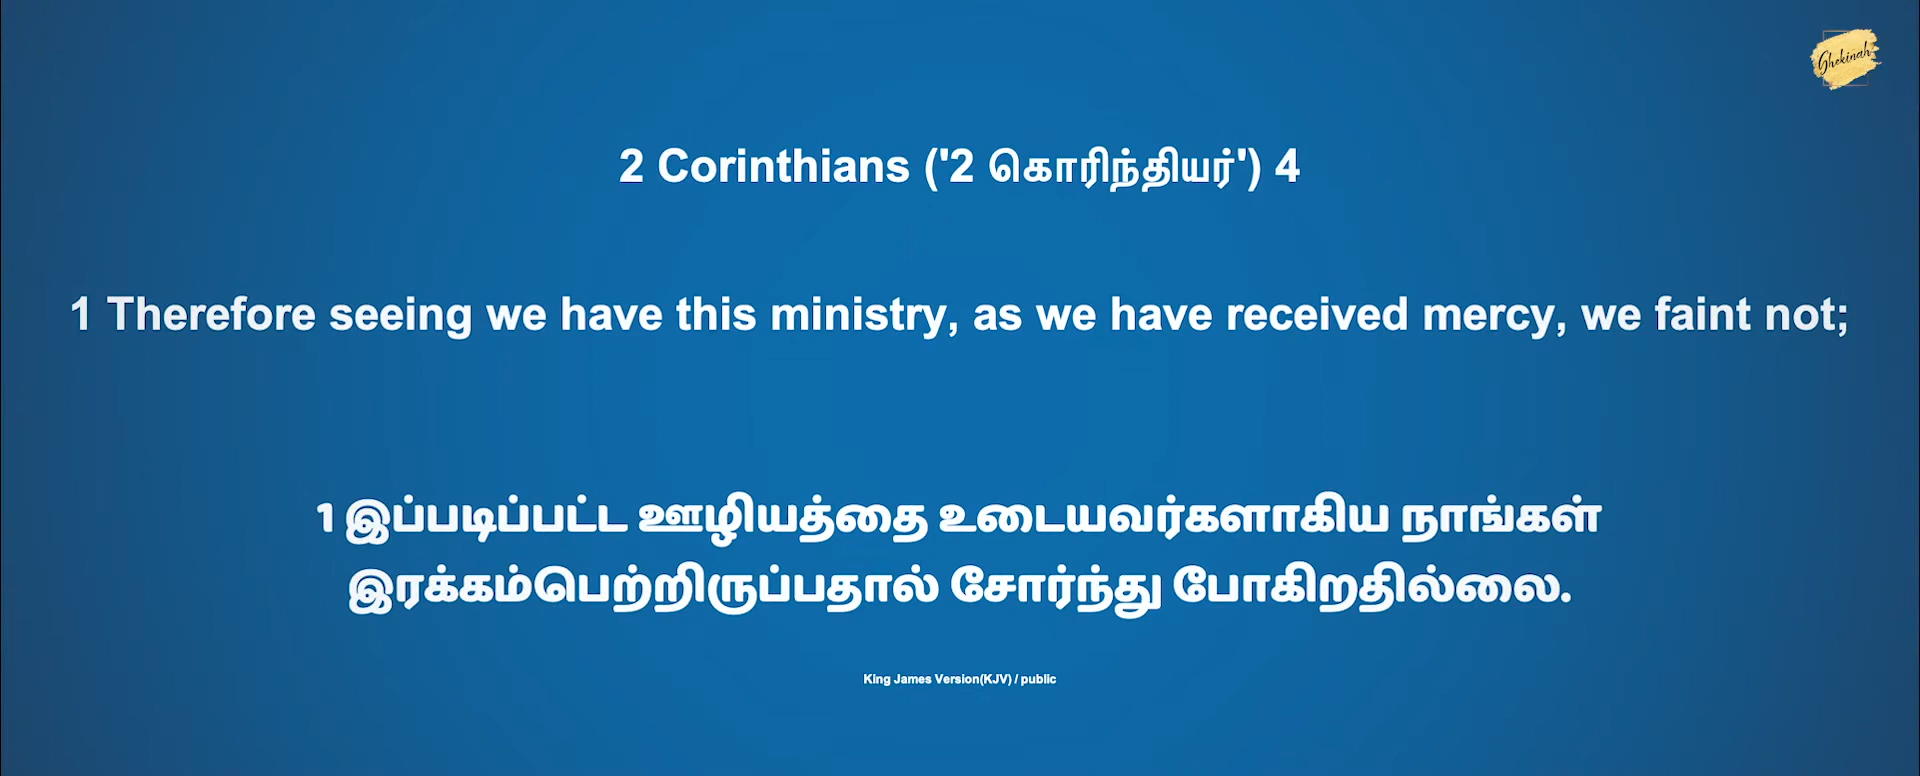 Ghekinah
2 Corinthians ('2 கொரிந்தியர்') 4
1 Therefore seeing we have this ministry, as we have received mercy, we faint not;
1 இப்படிப்பட்ட ஊழியத்தை உடையவர்களாகிய நாங்கள்
இரக்கம்பெற்றிருப்பதால் சோர்ந்து போகிறதில்லை.
King James Version(KJV) / public